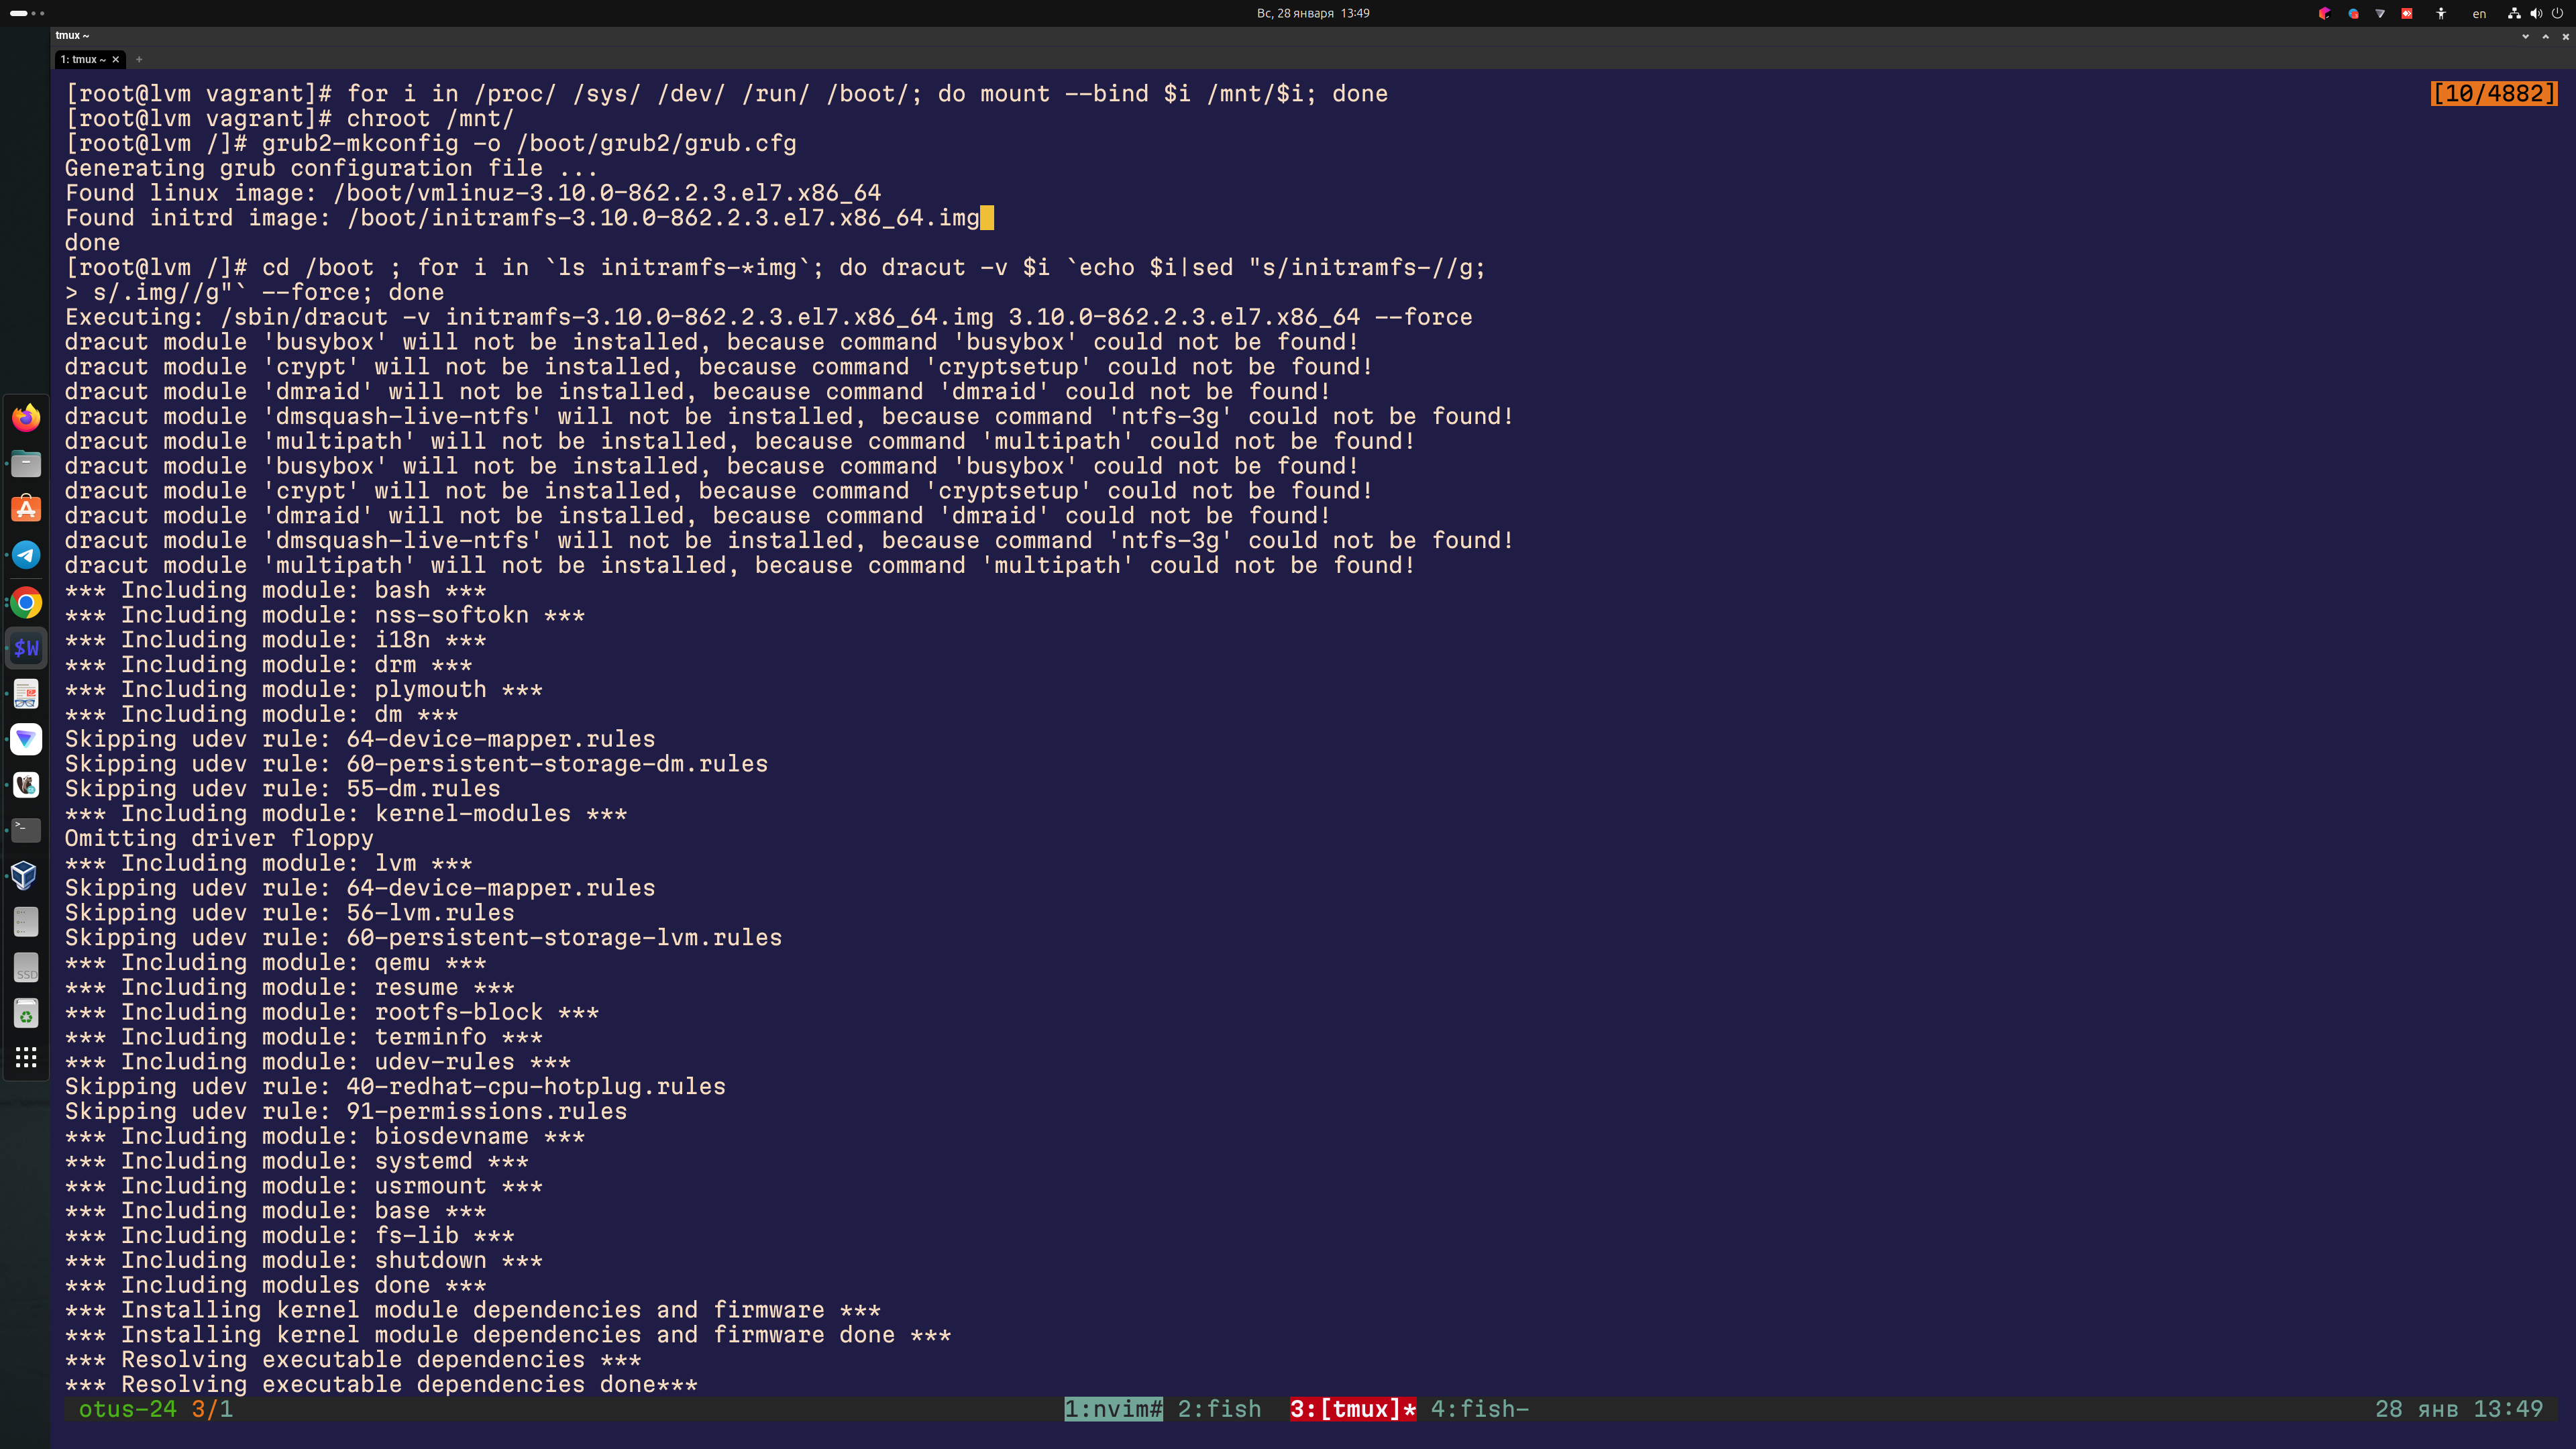 Вс, 28 января 13:49
en
tmux ~
1: tmux ~ × +
[root@lvm vagrant]# for i in /proc/ /sys/ /dev/ /run/ /boot/; do mount --bind $i /mnt/$i; done [10/4882]
[root@lvm vagrant]# chroot /mnt/
[root@lvm /]# grub2-mkconfig -o /boot/grub2/grub.cfg
Generating grub configuration file ...
Found linux image: /boot/vmlinuz-3.10.0-862.2.3.el7.x86_64
Found initrd image: /boot/initramfs-3.10.0-862.2.3.el7.x86_64.img
done
[root@lvm /]# cd /boot ; for i in `ls initramfs-*img`; do dracut -v $i `echo $i|sed "s/initramfs-//g;
> s/.img//g"` --force; done
Executing: /sbin/dracut -v initramfs-3.10.0-862.2.3.el7.x86_64.img 3.10.0-862.2.3.el7.x86_64 --force
dracut module 'busybox' will not be installed, because command 'busybox' could not be found!
dracut module 'crypt' will not be installed, because command 'cryptsetup' could not be found!
dracut module 'dmraid' will not be installed, because command 'dmraid' could not be found!
dracut module 'dmsquash-live-ntfs' will not be installed, because command 'ntfs-3g' could not be found!
dracut module 'multipath' will not be installed, because command 'multipath' could not be found!
dracut module 'busybox' will not be installed, because command 'busybox' could not be found!
dracut module 'crypt' will not be installed, because command 'cryptsetup' could not be found!
dracut module 'dmraid' will not be installed, because command 'dmraid' could not be found!
dracut module 'dmsquash-live-ntfs' will not be installed, because command 'ntfs-3g' could not be found!
dracut module 'multipath' will not be installed, because command 'multipath' could not be found!
*** Including module: bash ***
*** Including module: nss-softokn ***
*** Including module: i18n ***
*** Including module: drm ***
*** Including module: plymouth ***
*** Including module: dm ***
Skipping udev rule: 64-device-mapper.rules
Skipping udev rule: 60-persistent-storage-dm.rules
Skipping udev rule: 55-dm.rules
*** Including module: kernel-modules ***
Omitting driver floppy
*** Including module: lvm ***
Skipping udev rule: 64-device-mapper.rules
Skipping udev rule: 56-lvm.rules
Skipping udev rule: 60-persistent-storage-lvm.rules
*** Including module: qemu ***
*** Including module: resume ***
*** Including module: rootfs-block ***
*** Including module: terminfo ***
*** Including module: udev-rules ***
Skipping udev rule: 40-redhat-cpu-hotplug.rules
Skipping udev rule: 91-permissions.rules
*** Including module: biosdevname ***
*** Including module: systemd ***
*** Including module: usrmount ***
*** Including module: base ***
*** Including module: fs-lib ***
*** Including module: shutdown ***
*** Including modules done ***
*** Installing kernel module dependencies and firmware ***
*** Installing kernel module dependencies and firmware done ***
*** Resolving executable dependencies ***
*** Resolving executable dependencies done***
otus-24 3/1 1:nvim# 2:fish 3:[tmux]* 4:fish- 28 янв 13:49
$W
>_
SSD